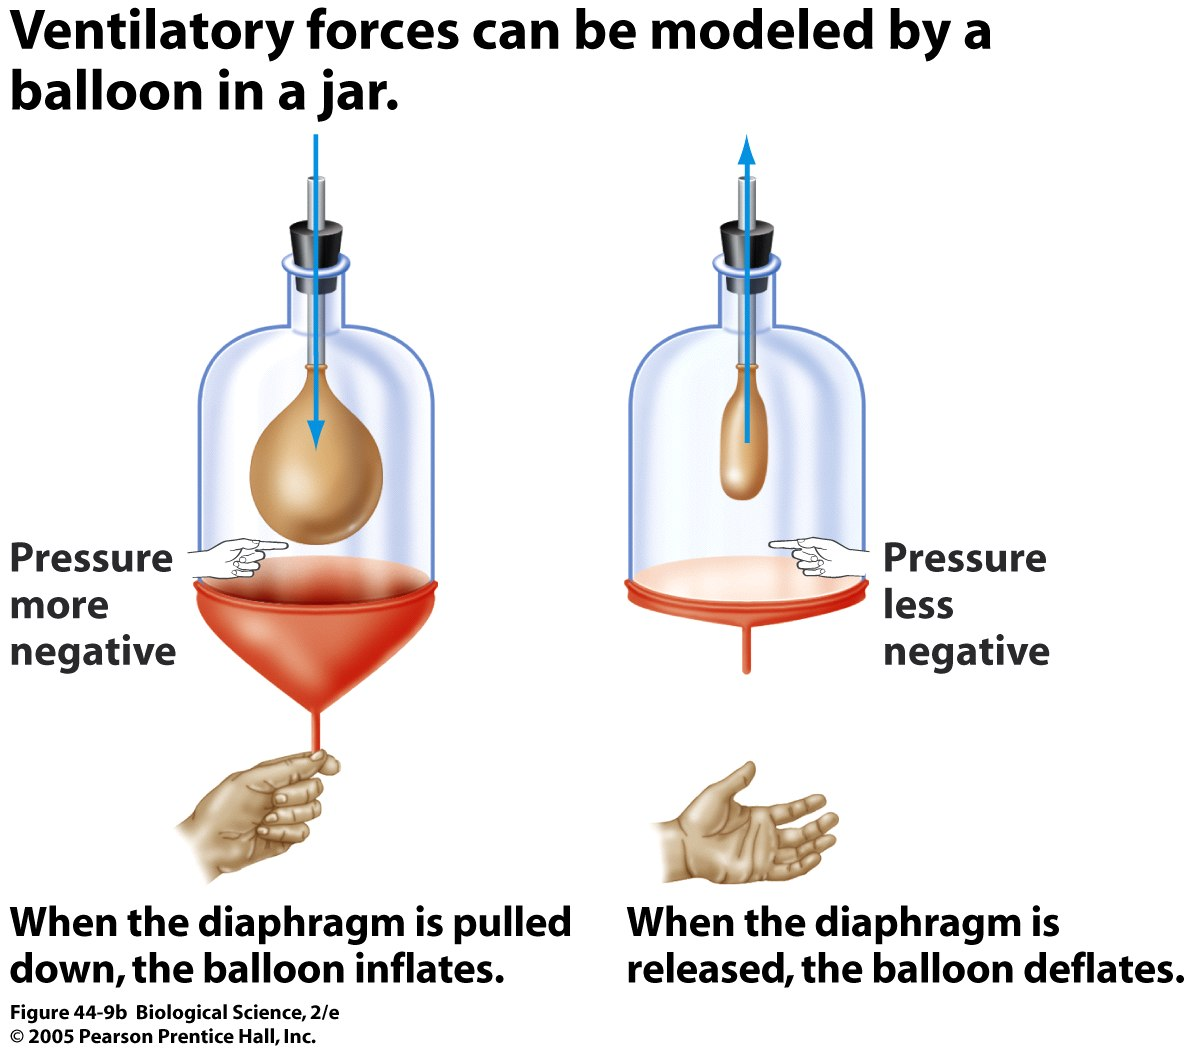 Ventilatory forces can be modeled by a
balloon in a jar.
Pressure
more
negative
Pressure
less
negative
When the diaphragm is pulled
down, the balloon inflates.
When the diaphragm is
released, the balloon deflates.
Figure 44-9b Biological Science, 2/e
© 2005 Pearson Prentice Hall, Inc.